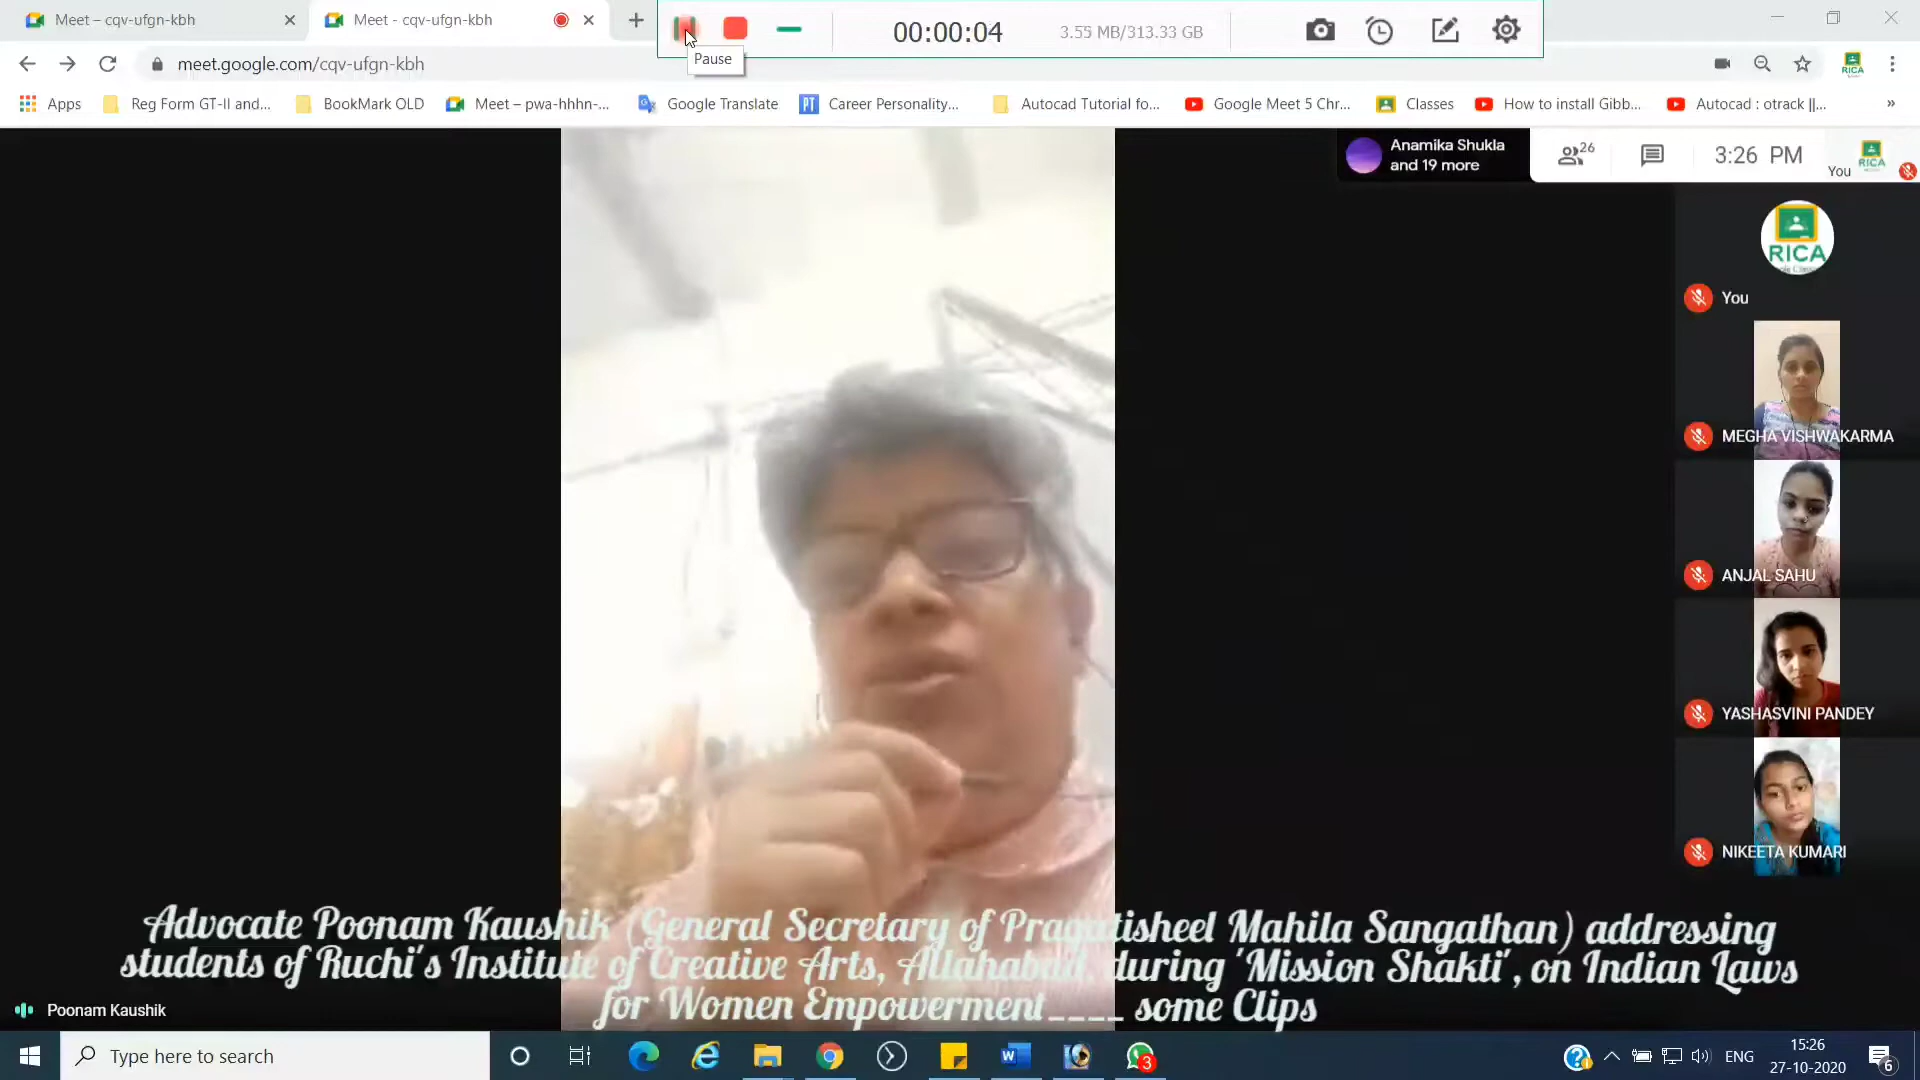 Meet – cqv-ufgn-kbh
Meet - cqv-ufgn-kbh
00:00:04
3.55 MB/313.33 GB
Pause
meet.google.com/cqv-ufgn-kbh
RICA
Apps
Reg Form GT-II and...
BookMark OLD
Meet – pwa-hhhn-...
Google Translate
PT
Career Personality...
Autocad Tutorial fo...
Google Meet 5 Chr...
Classes
How to install Gibb...
Autocad : otrack ||...
»
Anamika Shukla
and 19 more
26
3:26 PM
You
RICA
RICA
You
MEGHA VISHWAKARMA
ANJAL SAHU
YASHASVINI PANDEY
NIKEETA KUMARI
Advocate Poonam Kaushik (General Secretary of Pragatisheel Mahila Sangathan) addressing
students of Ruchi's Institute of Creative Arts, Allahabad, during 'Mission Shakti', on Indian Laws
for Women Empowerment____ some Clips
Poonam Kaushik
Type here to search
3
ENG
15:26
27-10-2020
6